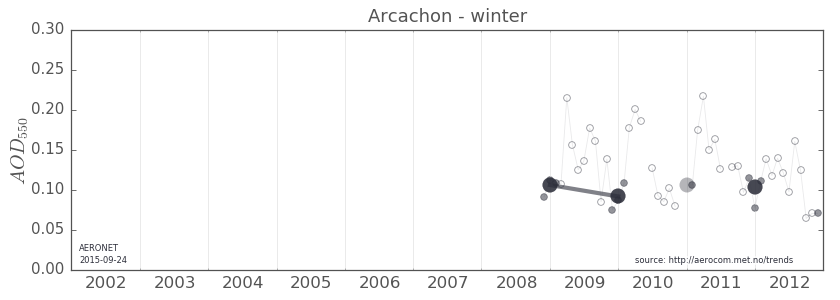 Arcachon - winter
0.30
0.25
0.20
0.15
0.10
0.05
0.00
AOD550
AERONET
2015-09-24
source: http://aerocom.met.no/trends
2002 2003 2004 2005 2006 2007 2008 2009 2010 2011 2012